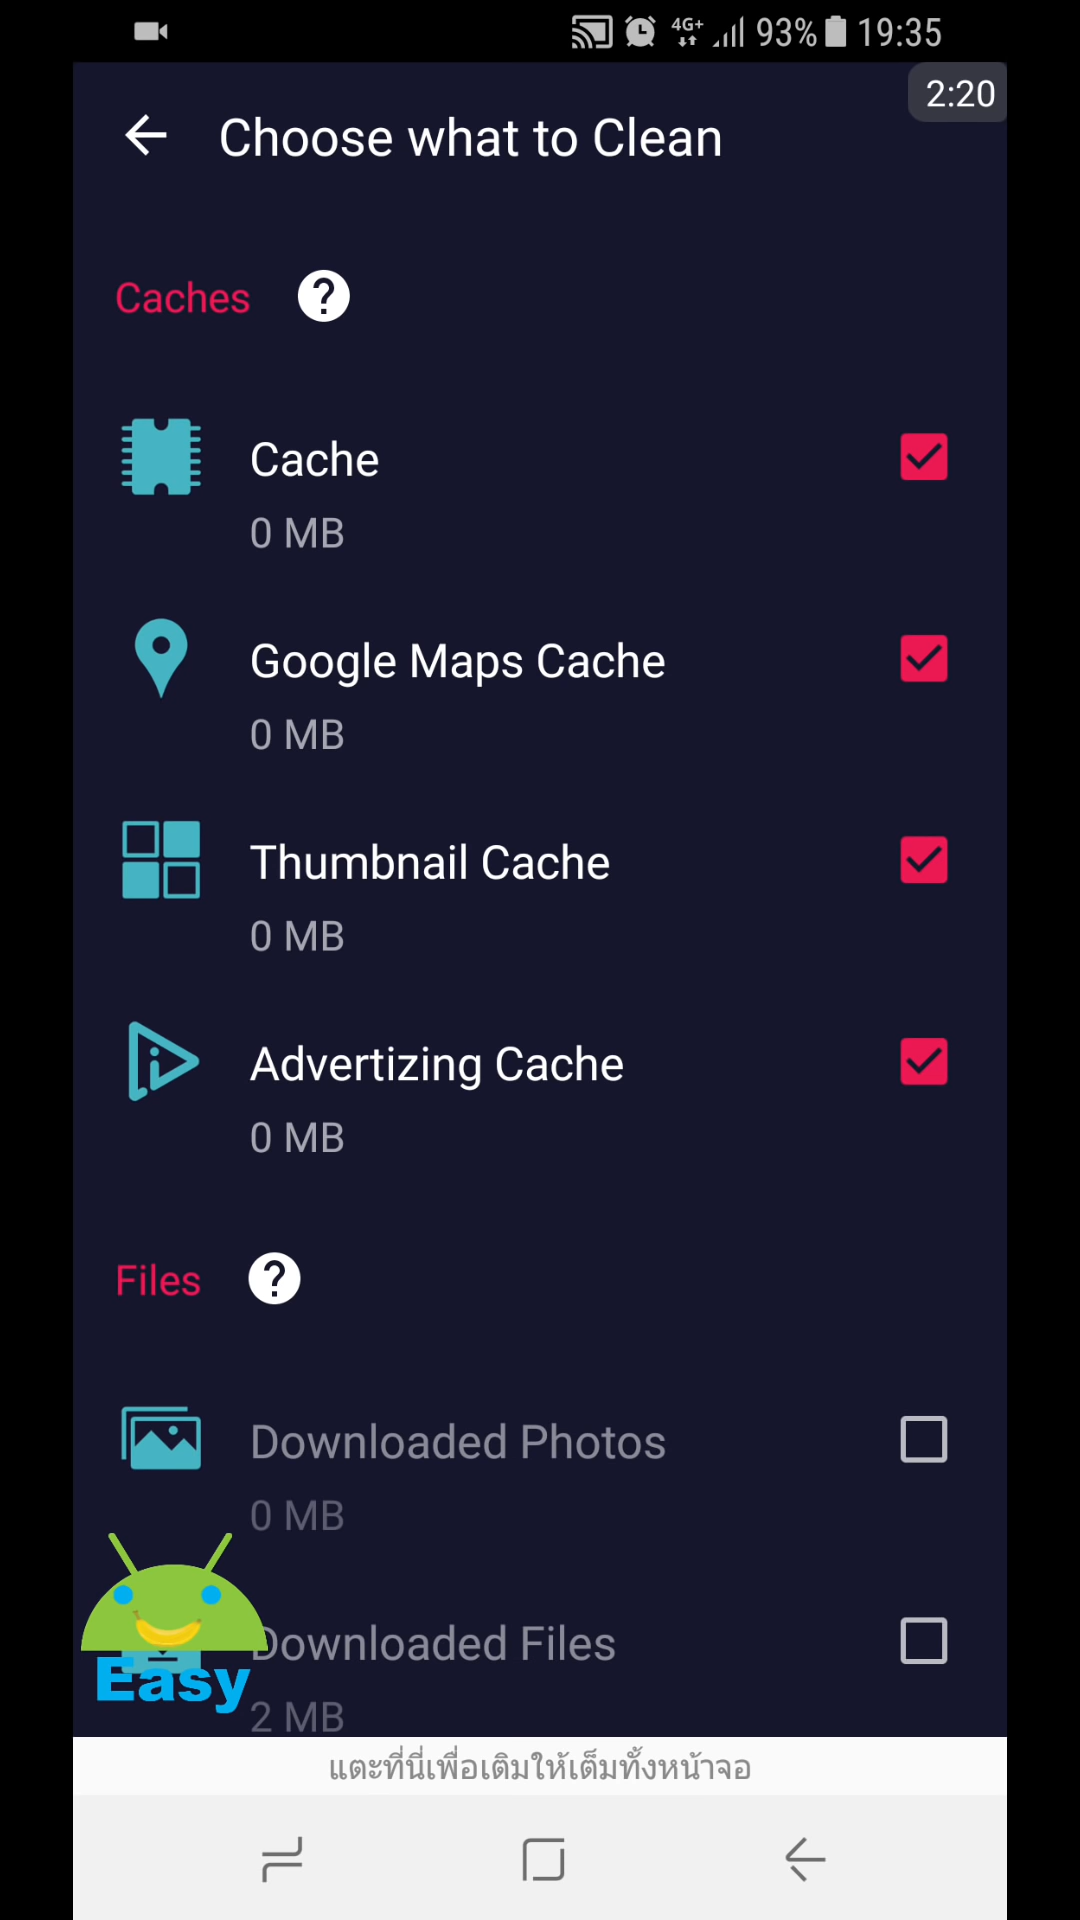 4G+ 93% 19:35
2:20
Choose what to Clean
Caches ?
Cache
0 MB
Google Maps Cache
0 MB
Thumbnail Cache
0 MB
Advertizing Cache
0 MB
Files ?
Downloaded Photos
0 MB
Downloaded Files
Easy
2 MB
แตะที่นี่เพื่อเติมให้เต็มทั้งหน้าจอ